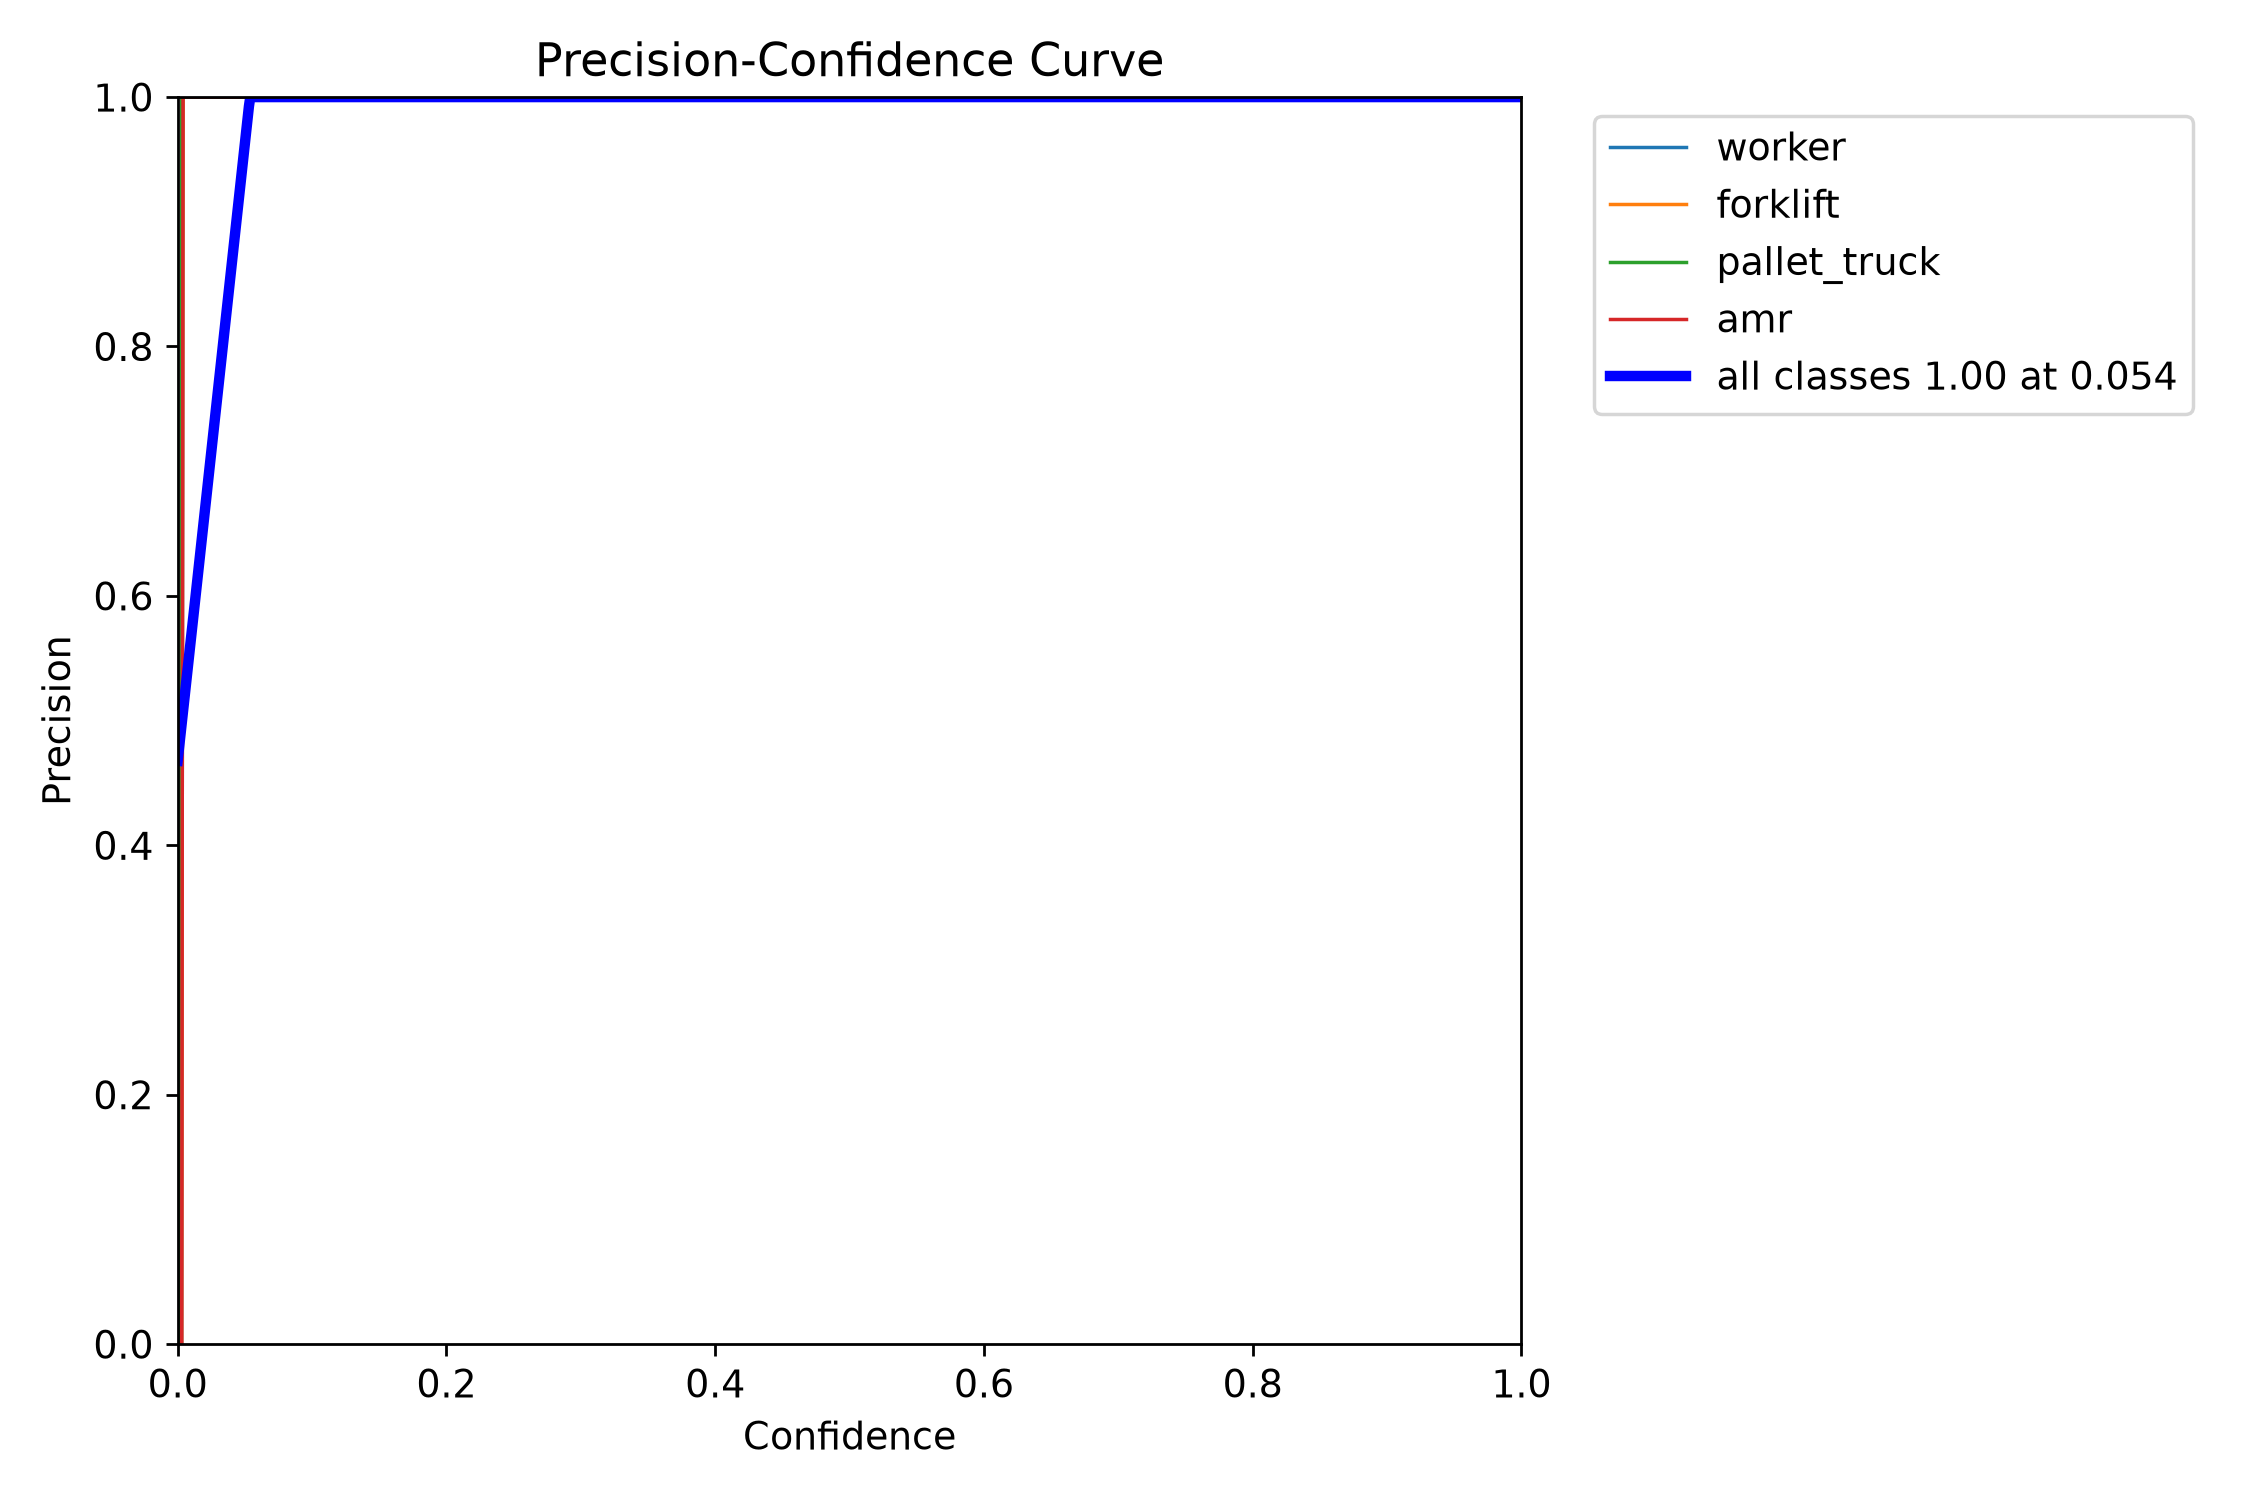 Precision-Confidence Curve
1.0
0.8
0.6
0.4
0.2
0.0
Precision
0.0 0.2 0.4 0.6 0.8 1.0
Confidence
worker
forklift
pallet_truck
amr
all classes 1.00 at 0.054